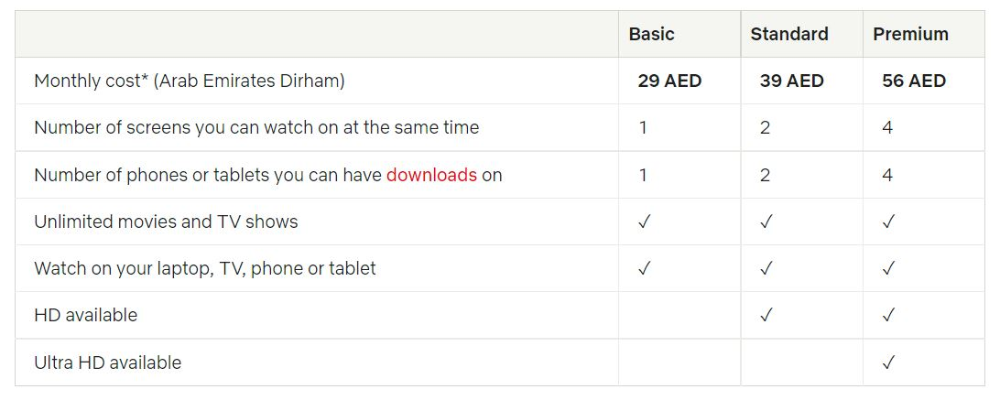 Basic Standard Premium
Monthly cost* (Arab Emirates Dirham) 29 AED 39 AED 56 AED
Number of screens you can watch on at the same time 1 2 4
Number of phones or tablets you can have downloads on 1 2 4
Unlimited movies and TV shows ✓ ✓ ✓
Watch on your laptop, TV, phone or tablet ✓ ✓ ✓
HD available ✓ ✓
Ultra HD available ✓